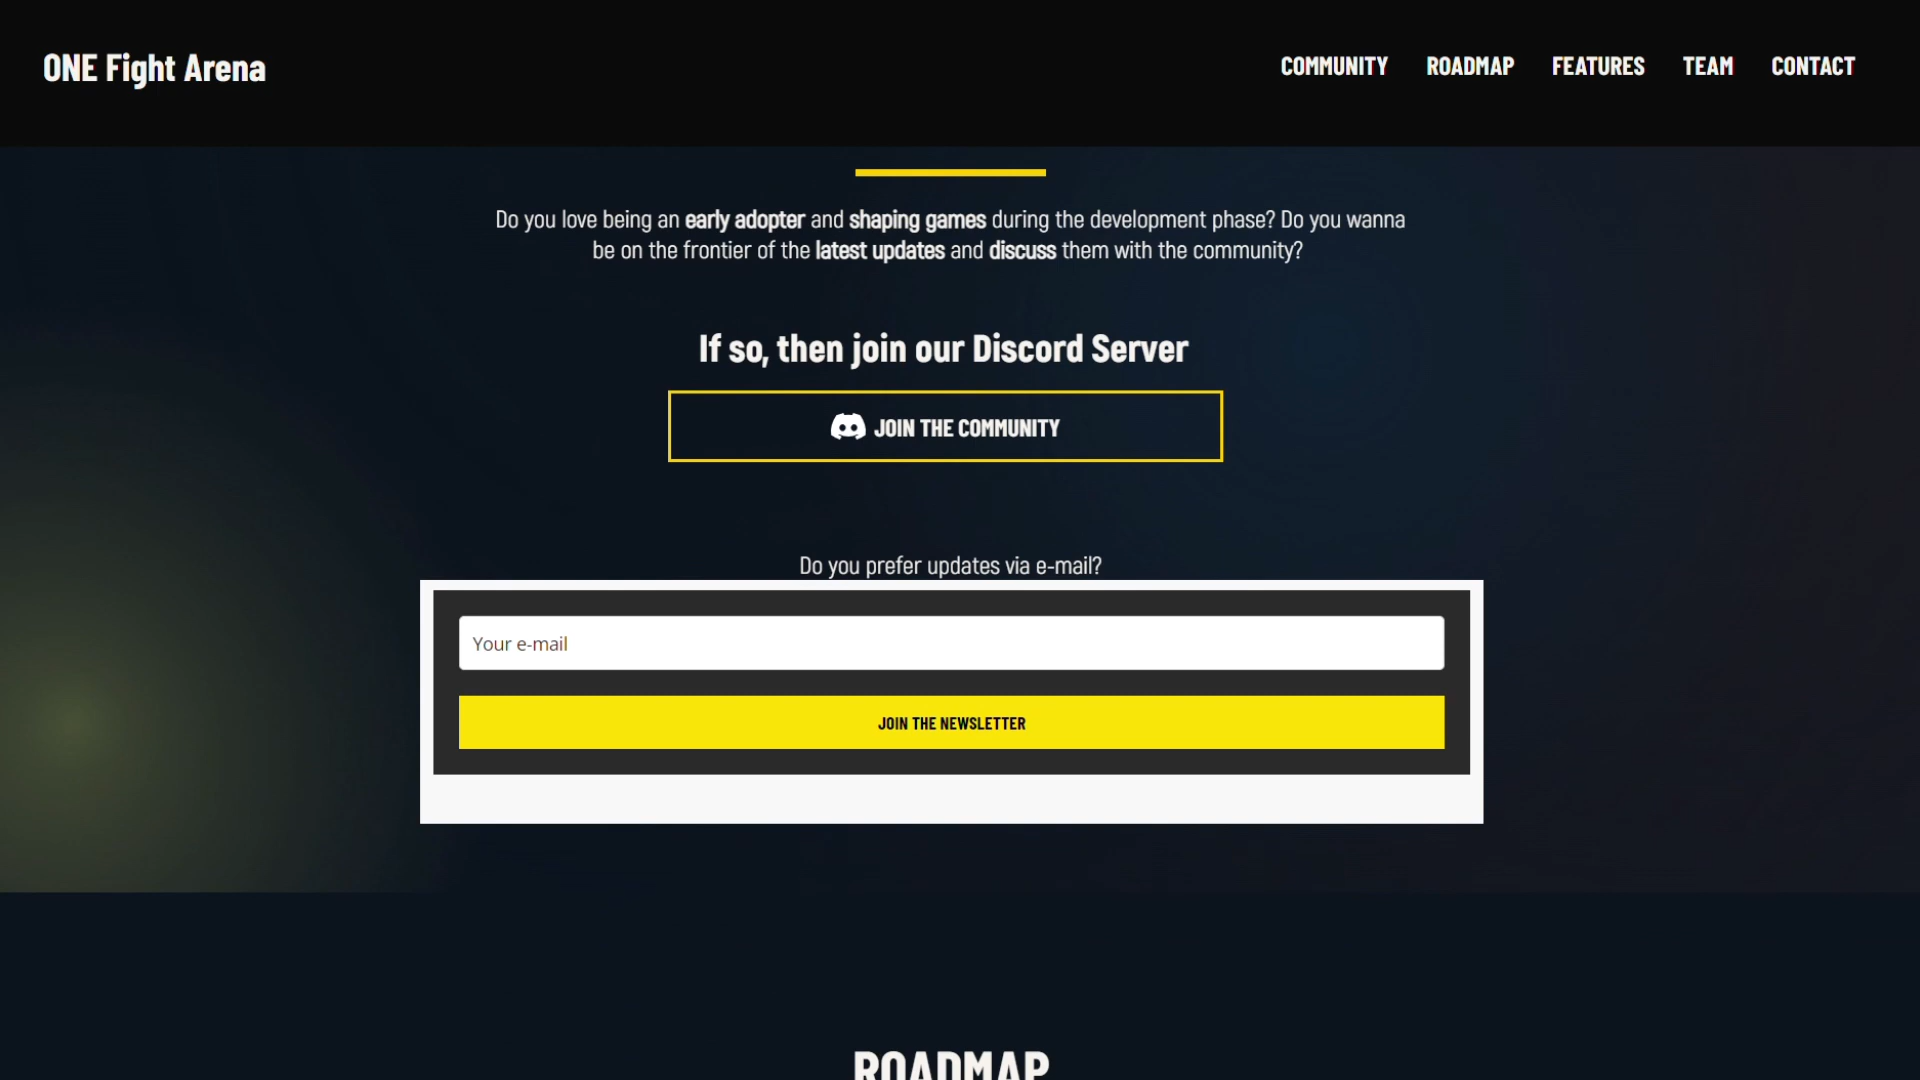 ONE Fight Arena
COMMUNITY ROADMAP FEATURES TEAM CONTACT
Do you love being an early adopter and shaping games during the development phase? Do you wanna
be on the frontier of the latest updates and discuss them with the community?
If so, then join our Discord Server
JOIN THE COMMUNITY
Do you prefer updates via e-mail?
Your e-mail
JOIN THE NEWSLETTER
ROADMAP